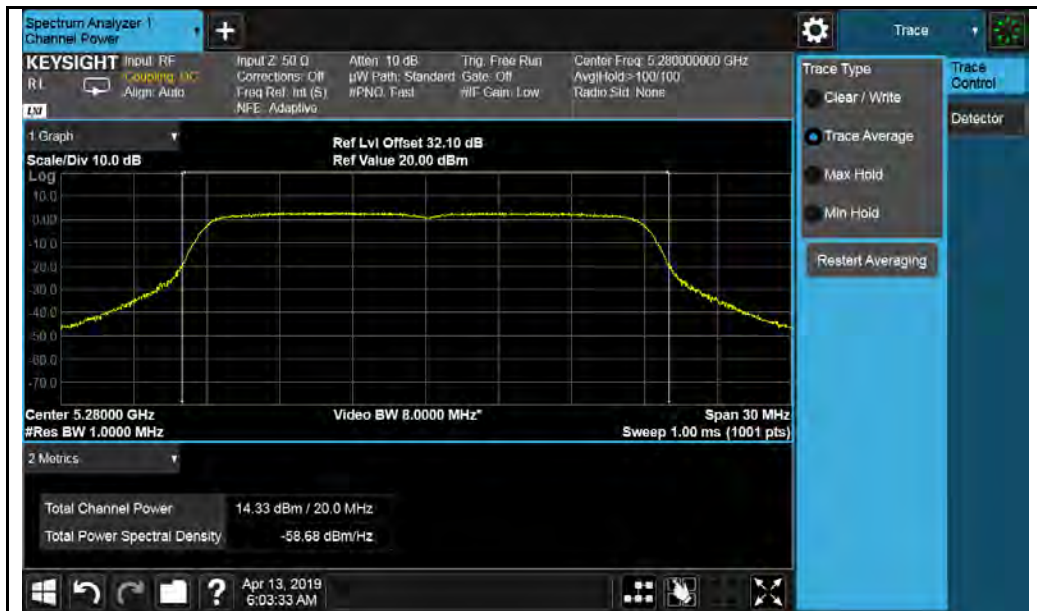 Spectrum Analyzer 1
Channel Power
+
Trace
KEYSIGHT
Input: RF
Coupling: DC
Align: Auto
Input Z: 50 Ω
Corrections: Off
Freq Ref: Int (S)
NFE: Adaptive
Atten: 10 dB
µW Path: Standard
#PNO: Fast
Trig: Free Run
Gate: Off
#IF Gain: Low
Center Freq: 5.280000000 GHz
Avg|Hold:>100/100
Radio Std: None
LXI
Trace Type
Clear / Write
Trace Average
Max Hold
Min Hold
Restart Averaging
Trace
Control
Detector
1 Graph
Scale/Div 10.0 dB
Ref Lvl Offset 32.10 dB
Ref Value 20.00 dBm
Log
10.0
0.00
-10.0
-20.0
-30.0
-40.0
-50.0
-60.0
-70.0
Center 5.28000 GHz
#Res BW 1.0000 MHz
Video BW 8.0000 MHz*
Span 30 MHz
Sweep 1.00 ms (1001 pts)
2 Metrics
Total Channel Power 14.33 dBm / 20.0 MHz
Total Power Spectral Density -58.68 dBm/Hz
?
Apr 13, 2019
6:03:33 AM